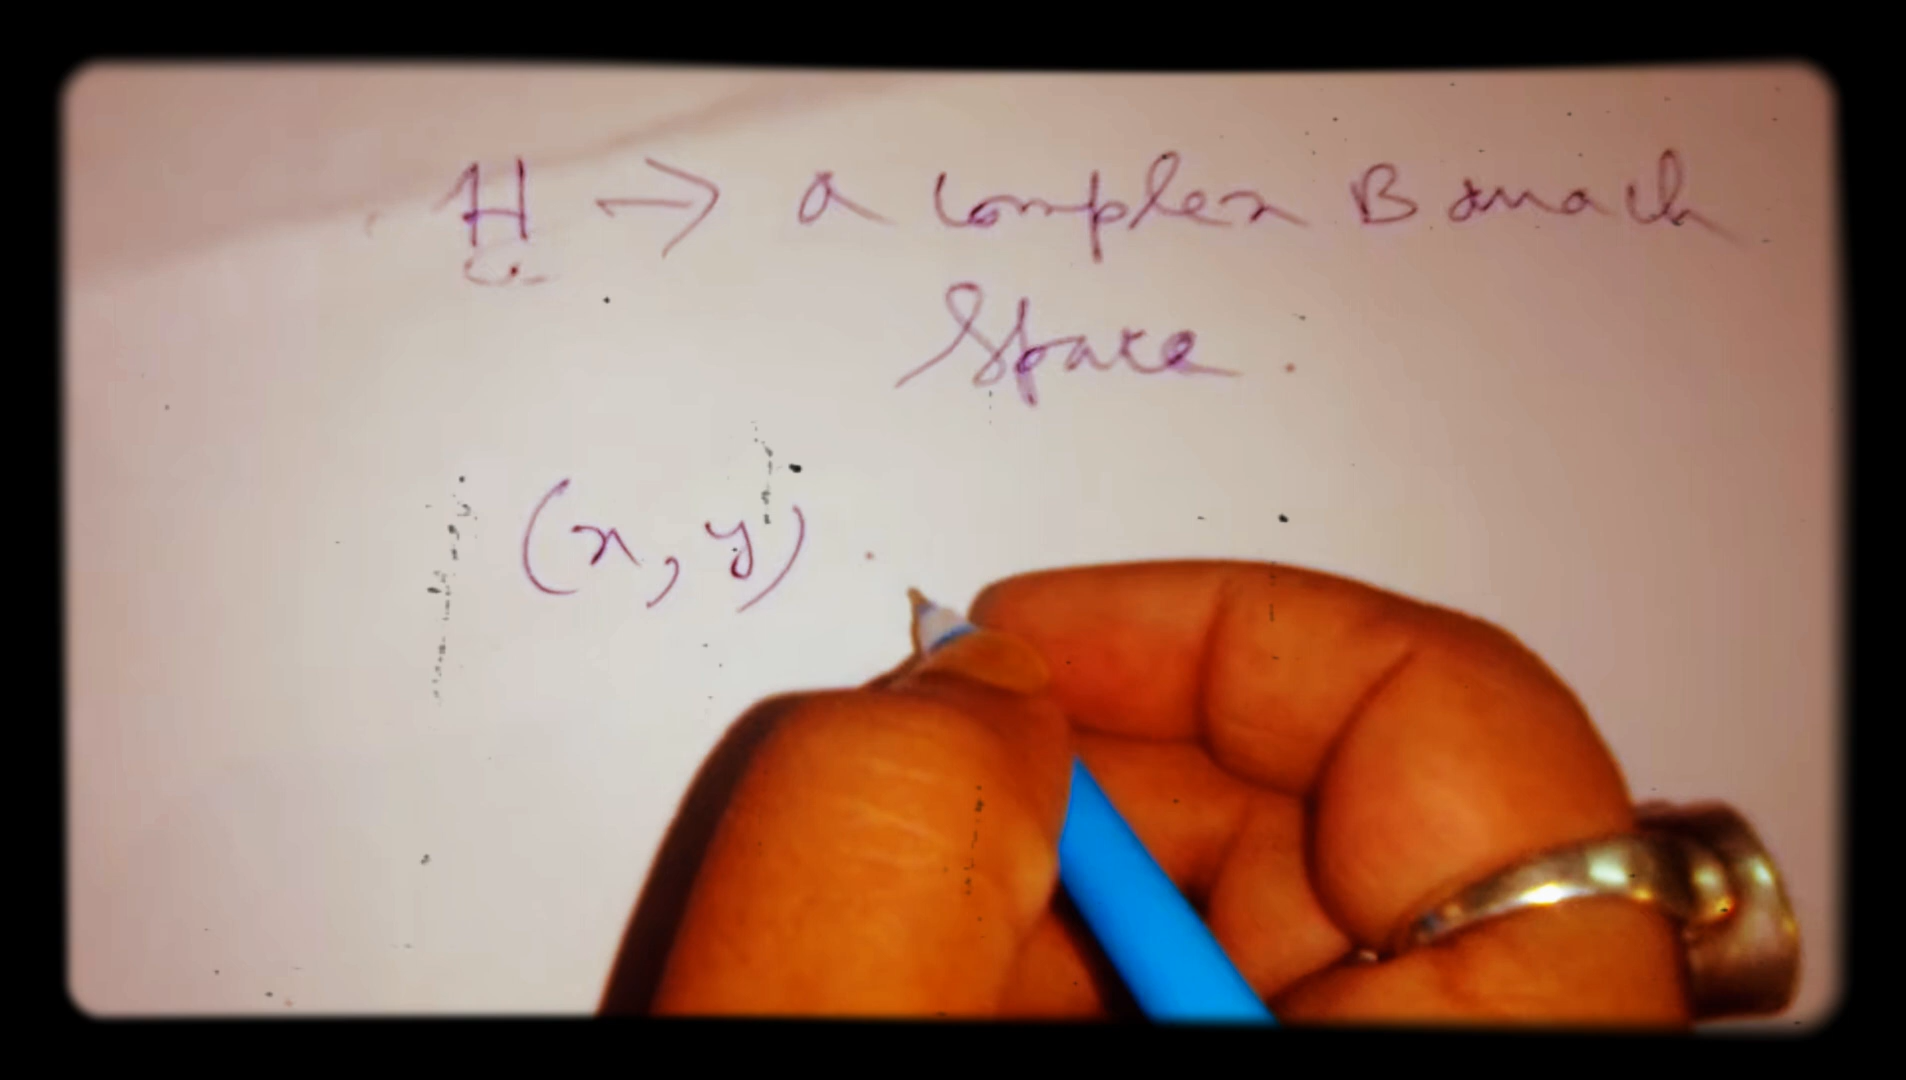 H → a complex Banach
Space.
(x, y)